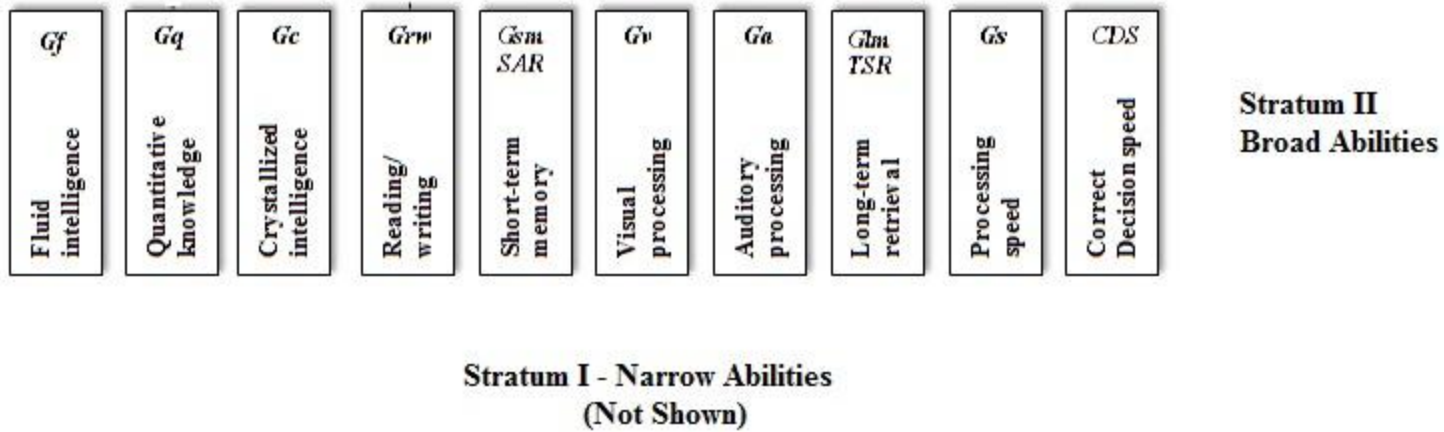 Gf
Fluid
intelligence
Gq
Quantitative
knowledge
Gc
Crystallized
intelligence
Grw
Reading/
writing
Gsm
SAR
Short-term
memory
Gv
Visual
processing
Ga
Auditory
processing
Glm
TSR
Long-term
retrieval
Gs
Processing
speed
CDS
Correct
Decision speed
Stratum II
Broad Abilities
Stratum I - Narrow Abilities
(Not Shown)